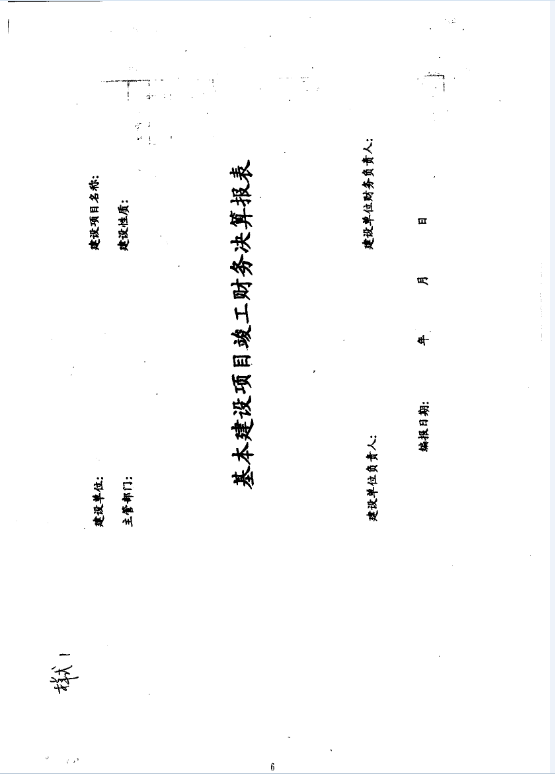 样式1
建设单位: 建设项目名称:
主管部门: 建设性质:
基本建设项目竣工财务决算报表
建设单位负责人: 建设单位财务负责人:
编报日期: 年 月 日
6